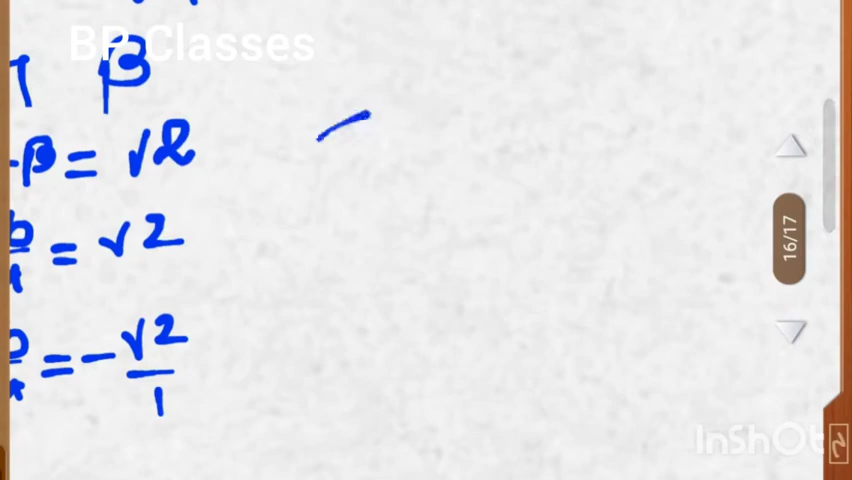 BP Classes
β
-β = √2
b/a = √2
b/a = -√2/1
16/17
InShOt